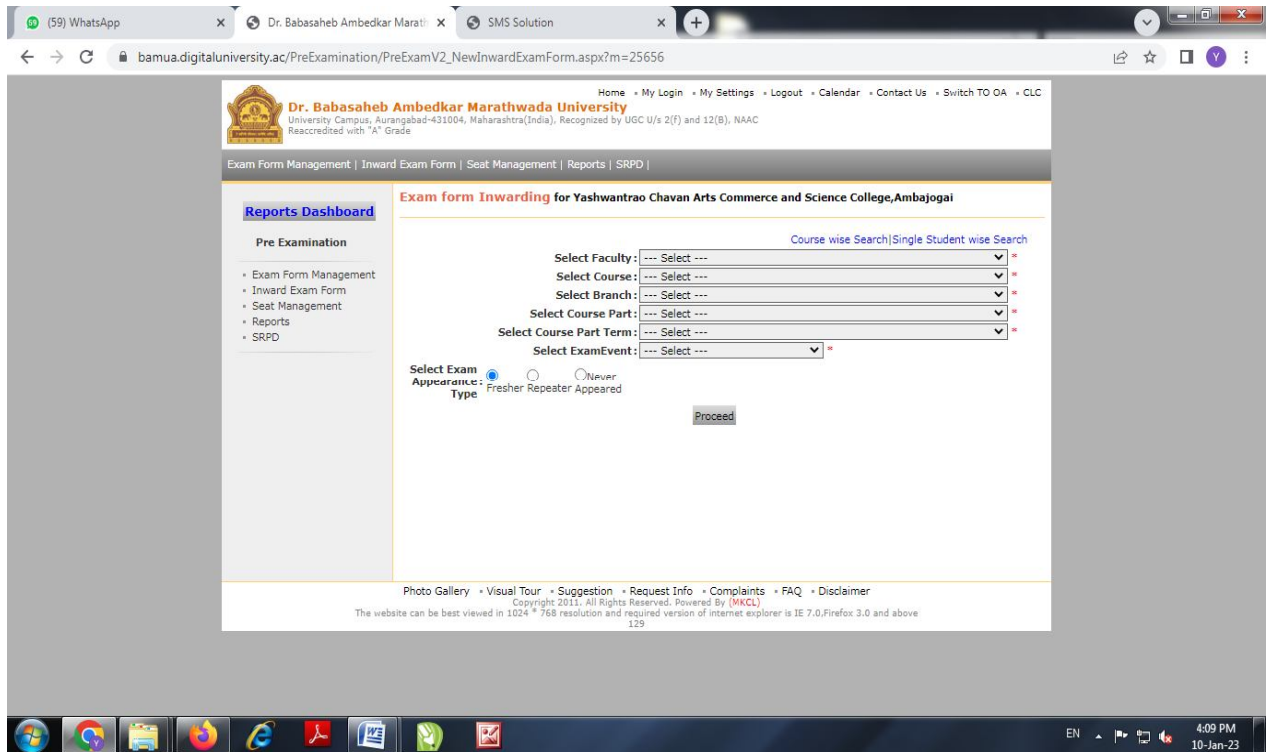 (59) WhatsApp
Dr. Babasaheb Ambedkar Marath
SMS Solution
bamua.digitaluniversity.ac/PreExamination/PreExamV2_NewInwardExamForm.aspx?m=25656
Y
Home My Login My Settings Logout Calendar Contact Us Switch TO OA CLC
Dr. Babasaheb Ambedkar Marathwada University
University Campus, Aurangabad-431004, Maharashtra(India), Recognized by UGC U/s 2(f) and 12(B), NAAC
Reaccredited with "A" Grade
Exam Form Management | Inward Exam Form | Seat Management | Reports | SRPD |
Reports Dashboard
Pre Examination
Exam Form Management
Inward Exam Form
Seat Management
Reports
SRPD
Exam form Inwarding for Yashwantrao Chavan Arts Commerce and Science College,Ambajogai
Course wise Search|Single Student wise Search
Select Faculty : --- Select --- *
Select Course : --- Select --- *
Select Branch : --- Select --- *
Select Course Part : --- Select --- *
Select Course Part Term : --- Select --- *
Select ExamEvent : --- Select --- *
Select Exam
Appearance :
Type
Fresher Repeater Never
Appeared
Proceed
Photo Gallery Visual Tour Suggestion Request Info Complaints FAQ Disclaimer
Copyright 2011. All Rights Reserved. Powered By (MKCL)
The website can be best viewed in 1024 * 768 resolution and required version of internet explorer is IE 7.0,Firefox 3.0 and above
129
EN
4:09 PM
10-Jan-23